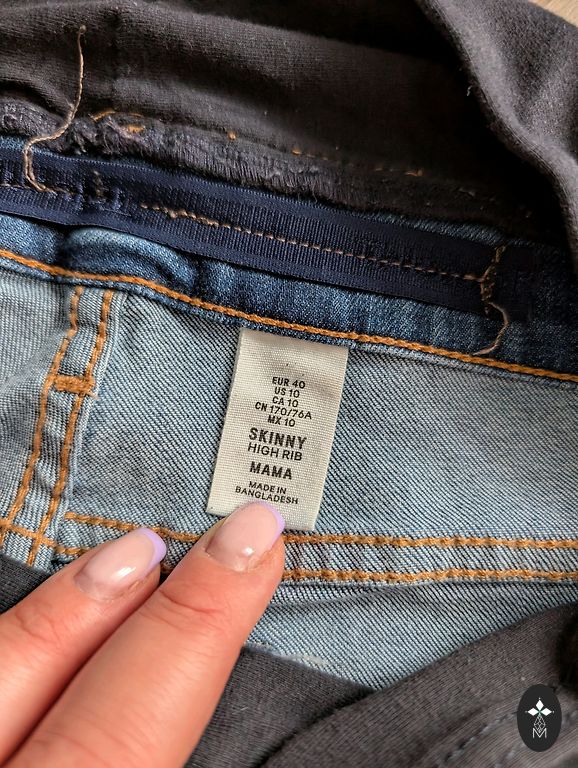 EUR 40
US 10
CA 10
CN 170/76A
MX 10
SKINNY
HIGH RIB
MAMA
MADE IN
BANGLADESH
M